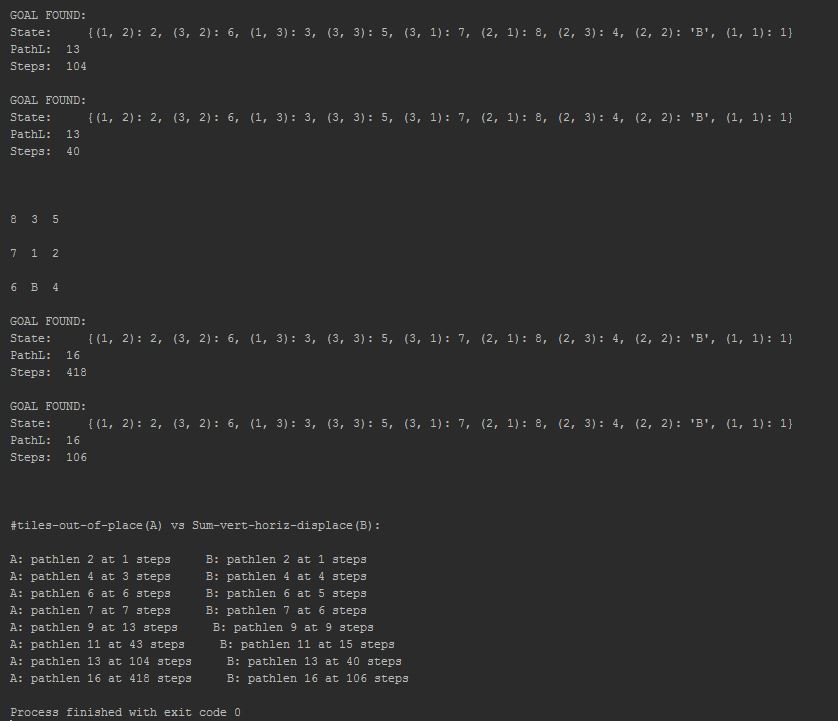 GOAL FOUND:
State:     {(1, 2): 2, (3, 2): 6, (1, 3): 3, (3, 3): 5, (3, 1): 7, (2, 1): 8, (2, 3): 4, (2, 2): 'B', (1, 1): 1}
PathL:  13
Steps:  104
GOAL FOUND:
State:     {(1, 2): 2, (3, 2): 6, (1, 3): 3, (3, 3): 5, (3, 1): 7, (2, 1): 8, (2, 3): 4, (2, 2): 'B', (1, 1): 1}
PathL:  13
Steps:  40
8  3  5
7  1  2
6  B  4
GOAL FOUND:
State:     {(1, 2): 2, (3, 2): 6, (1, 3): 3, (3, 3): 5, (3, 1): 7, (2, 1): 8, (2, 3): 4, (2, 2): 'B', (1, 1): 1}
PathL:  16
Steps:  418
GOAL FOUND:
State:     {(1, 2): 2, (3, 2): 6, (1, 3): 3, (3, 3): 5, (3, 1): 7, (2, 1): 8, (2, 3): 4, (2, 2): 'B', (1, 1): 1}
PathL:  16
Steps:  106
#tiles-out-of-place(A) vs Sum-vert-horiz-displace(B):
A: pathlen 2 at 1 steps     B: pathlen 2 at 1 steps
A: pathlen 4 at 3 steps     B: pathlen 4 at 4 steps
A: pathlen 6 at 6 steps     B: pathlen 6 at 5 steps
A: pathlen 7 at 7 steps     B: pathlen 7 at 6 steps
A: pathlen 9 at 13 steps     B: pathlen 9 at 9 steps
A: pathlen 11 at 43 steps     B: pathlen 11 at 15 steps
A: pathlen 13 at 104 steps     B: pathlen 13 at 40 steps
A: pathlen 16 at 418 steps     B: pathlen 16 at 106 steps
Process finished with exit code 0